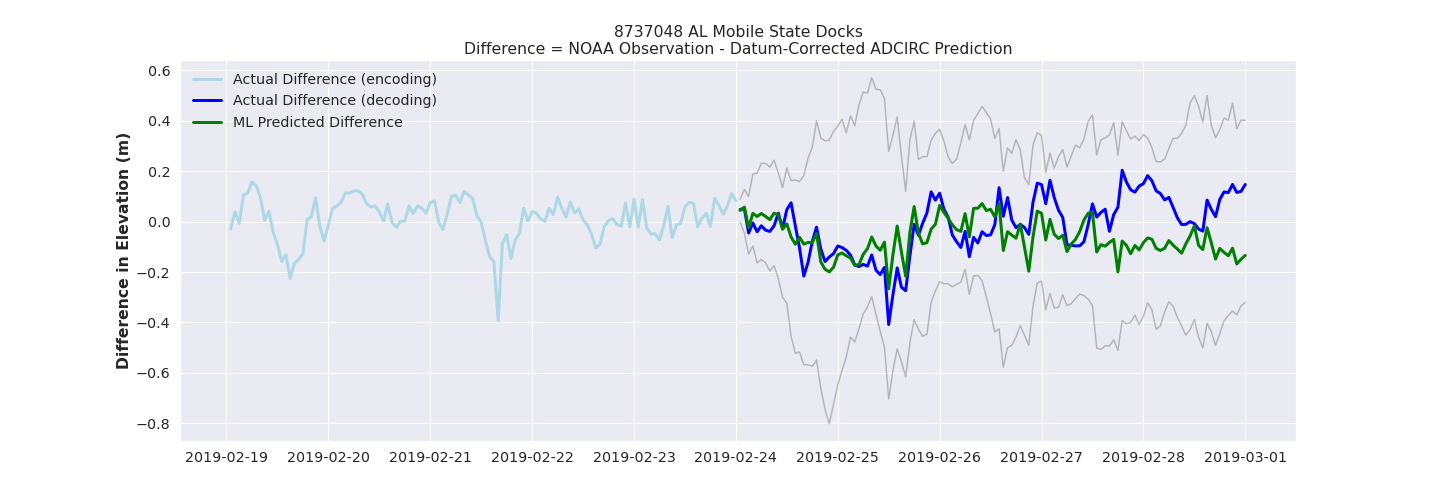 8737048 AL Mobile State Docks
Difference = NOAA Observation - Datum-Corrected ADCIRC Prediction
Actual Difference (encoding)
Actual Difference (decoding)
ML Predicted Difference
Difference in Elevation (m)
0.6
0.4
0.2
0.0
−0.2
−0.4
−0.6
−0.8
2019-02-19 2019-02-20 2019-02-21 2019-02-22 2019-02-23 2019-02-24 2019-02-25 2019-02-26 2019-02-27 2019-02-28 2019-03-01